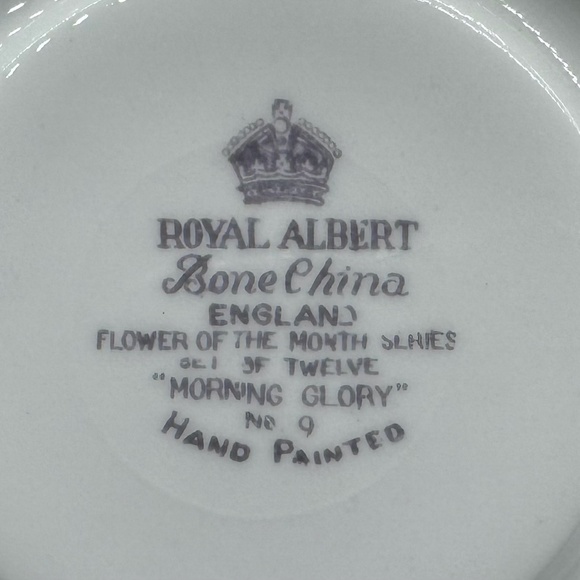 ROYAL ALBERT
Bone China
ENGLAND
FLOWER OF THE MONTH SERIES
SET OF TWELVE
"MORNING GLORY"
No 9
HAND PAINTED